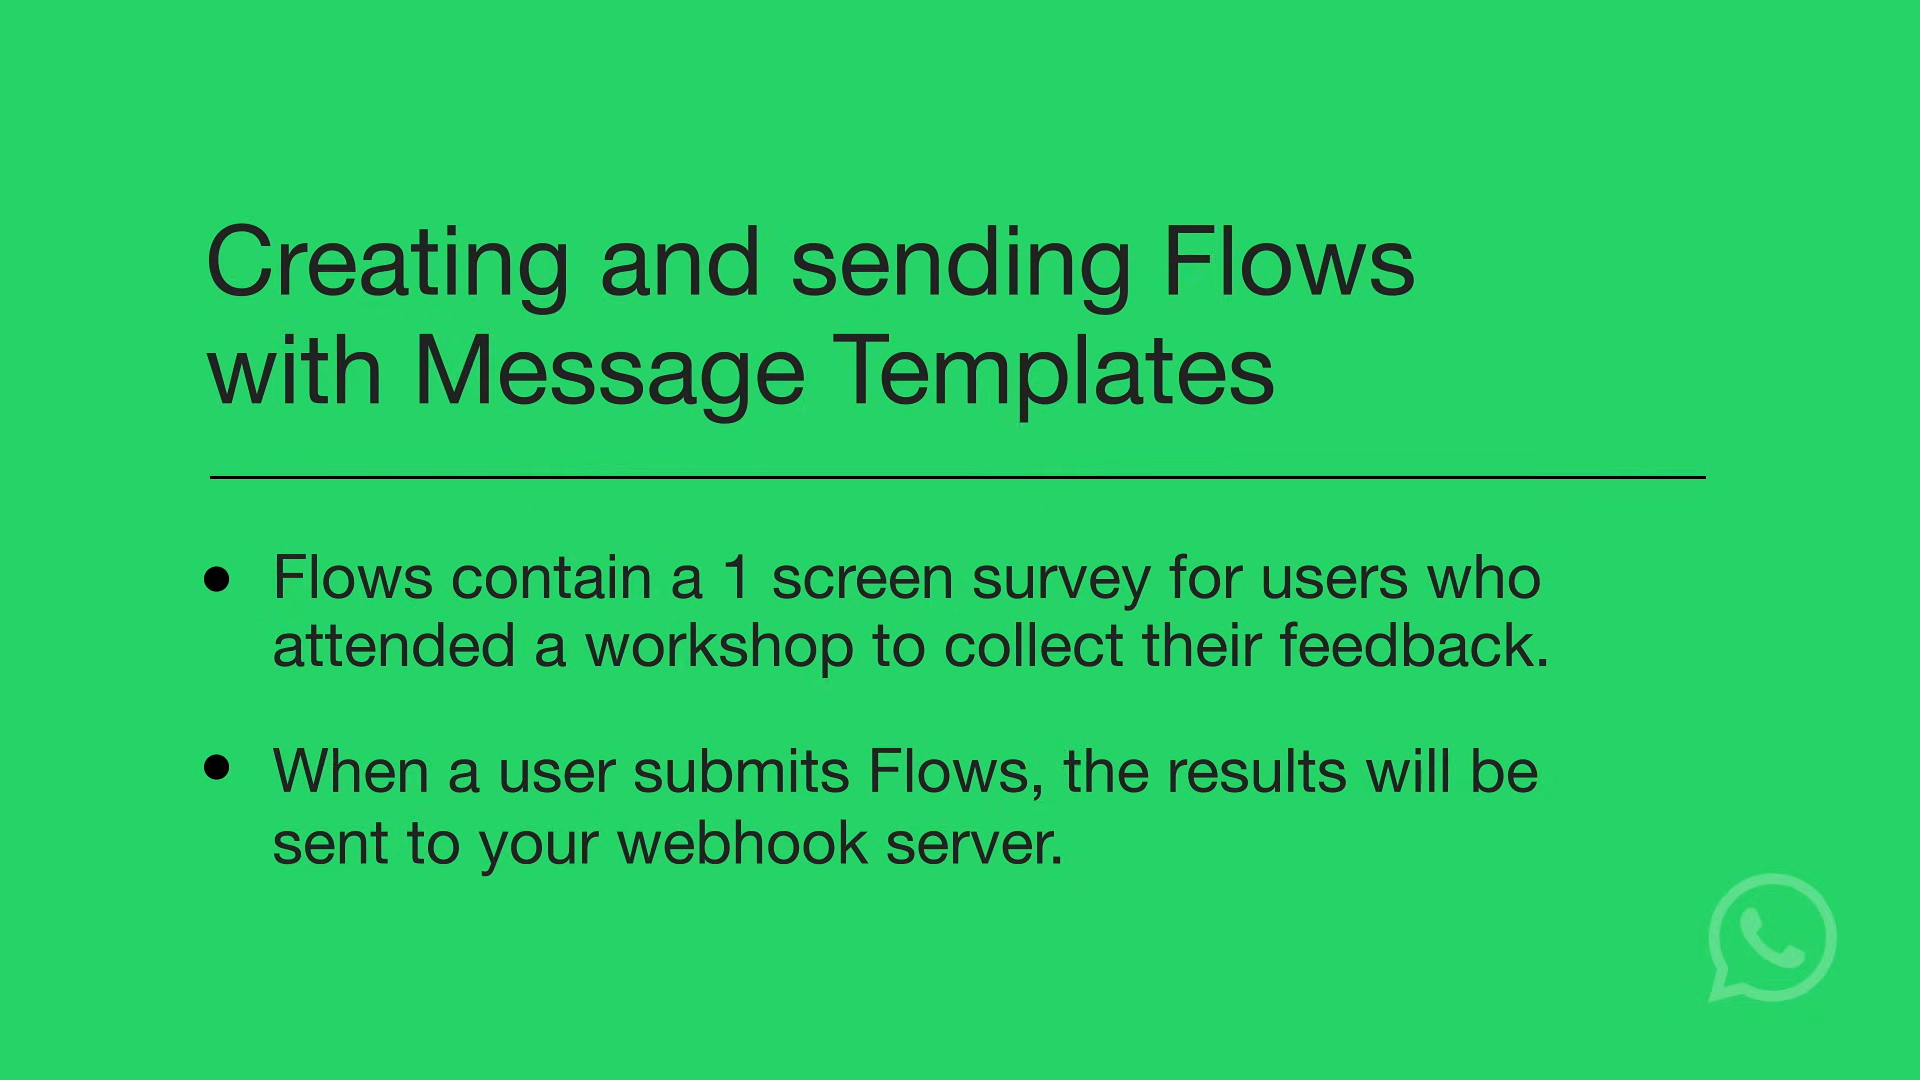 Creating and sending Flows
with Message Templates
• Flows contain a 1 screen survey for users who
attended a workshop to collect their feedback.
• When a user submits Flows, the results will be
sent to your webhook server.